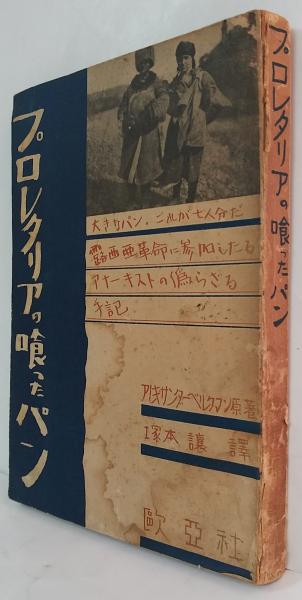 プロレタリアの喰ったパン
大きなパン。これが七人分だ
露西亜革命に参加したる
アナーキストの偽らざる
手記
アレキサンダーベルクマン原著
塚本讓 譯
歐亞社
プロレタリアの喰ったパン